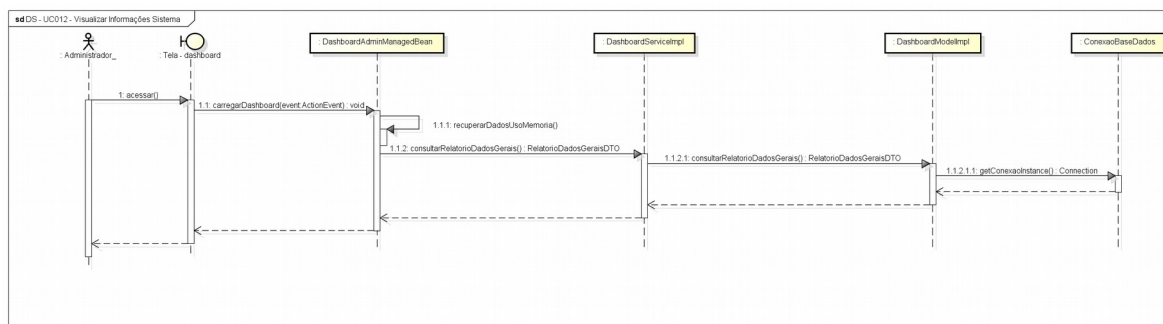 sd DS - UC012 - Visualizar Informações Sistema
: Administrador_
: Tela - dashboard
: DashboardAdminManagedBean
: DashboardServiceImpl
: DashboardModelImpl
: ConexaoBaseDados
1: acessar()
1.1: carregarDashboard(event:ActionEvent) : void
1.1.1: recuperarDadosUsoMemoria()
1.1.2: consultarRelatorioDadosGerais() : RelatorioDadosGeraisDTO
1.1.2.1: consultarRelatorioDadosGerais() : RelatorioDadosGeraisDTO
1.1.2.1.1: getConexaoInstance() : Connection